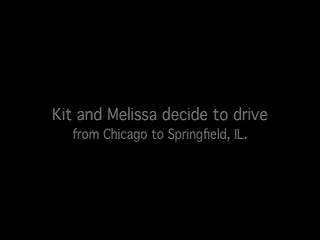 Kit and Melissa decide to drive
from Chicago to Springfield, IL.